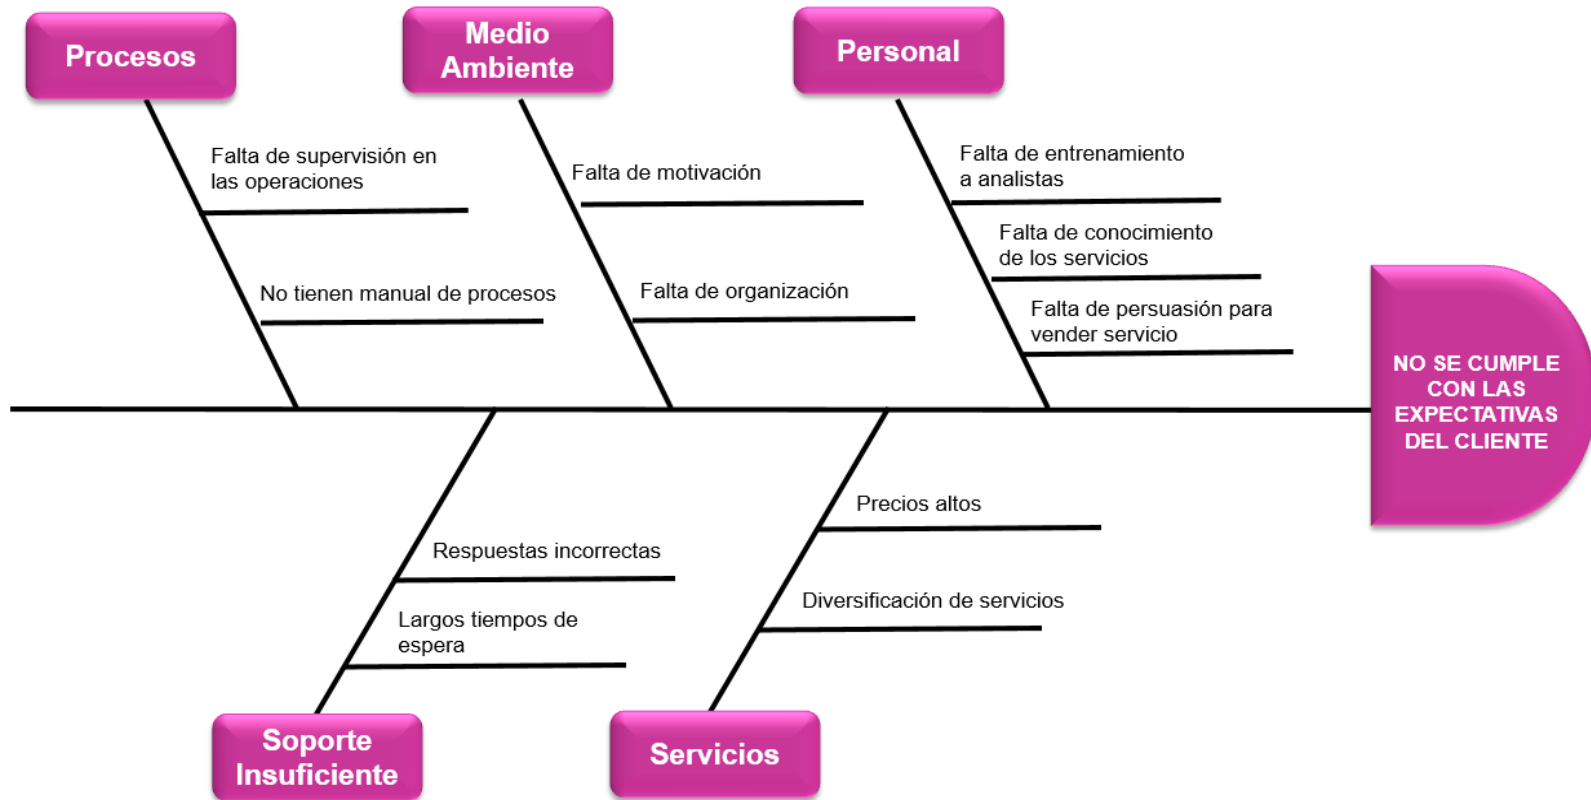 Procesos
Medio
Ambiente
Personal
Falta de supervisión en
las operaciones
No tienen manual de procesos
Falta de motivación
Falta de organización
Falta de entrenamiento
a analistas
Falta de conocimiento
de los servicios
Falta de persuasión para
vender servicio
NO SE CUMPLE
CON LAS
EXPECTATIVAS
DEL CLIENTE
Respuestas incorrectas
Largos tiempos de
espera
Precios altos
Diversificación de servicios
Soporte
Insuficiente
Servicios